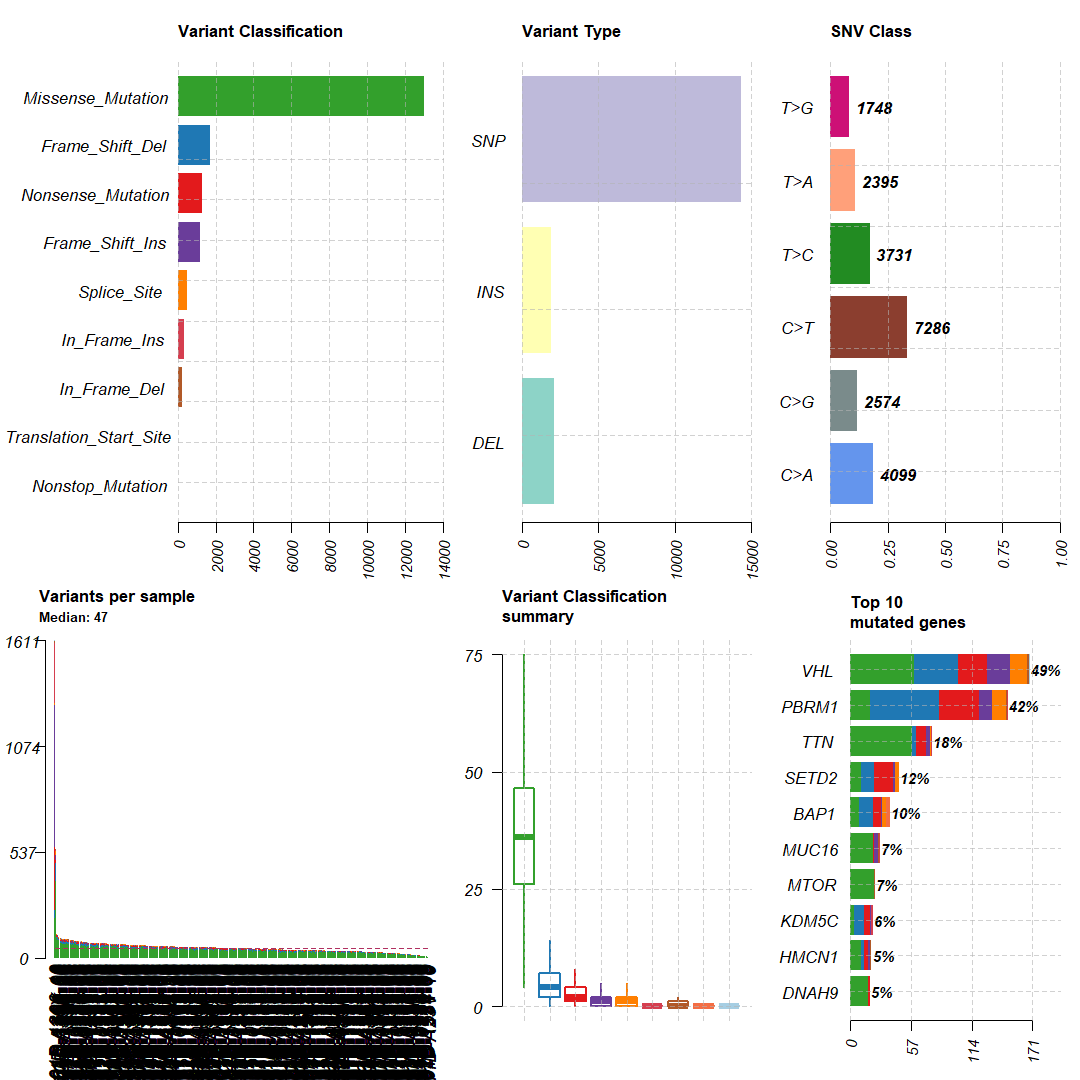 Variant Classification
Missense_Mutation
Frame_Shift_Del
Nonsense_Mutation
Frame_Shift_Ins
Splice_Site
In_Frame_Ins
In_Frame_Del
Translation_Start_Site
Nonstop_Mutation
0
2000
4000
6000
8000
10000
12000
14000
Variant Type
SNP
INS
DEL
0
5000
10000
15000
SNV Class
T>G 1748
T>A 2395
T>C 3731
C>T 7286
C>G 2574
C>A 4099
0.00
0.25
0.50
0.75
1.00
Variants per sample
Median: 47
1611
1074
537
0
Variant Classification
summary
75
50
25
0
Top 10
mutated genes
VHL 49%
PBRM1 42%
TTN 18%
SETD2 12%
BAP1 10%
MUC16 7%
MTOR 7%
KDM5C 6%
HMCN1 5%
DNAH9 5%
0
57
114
171